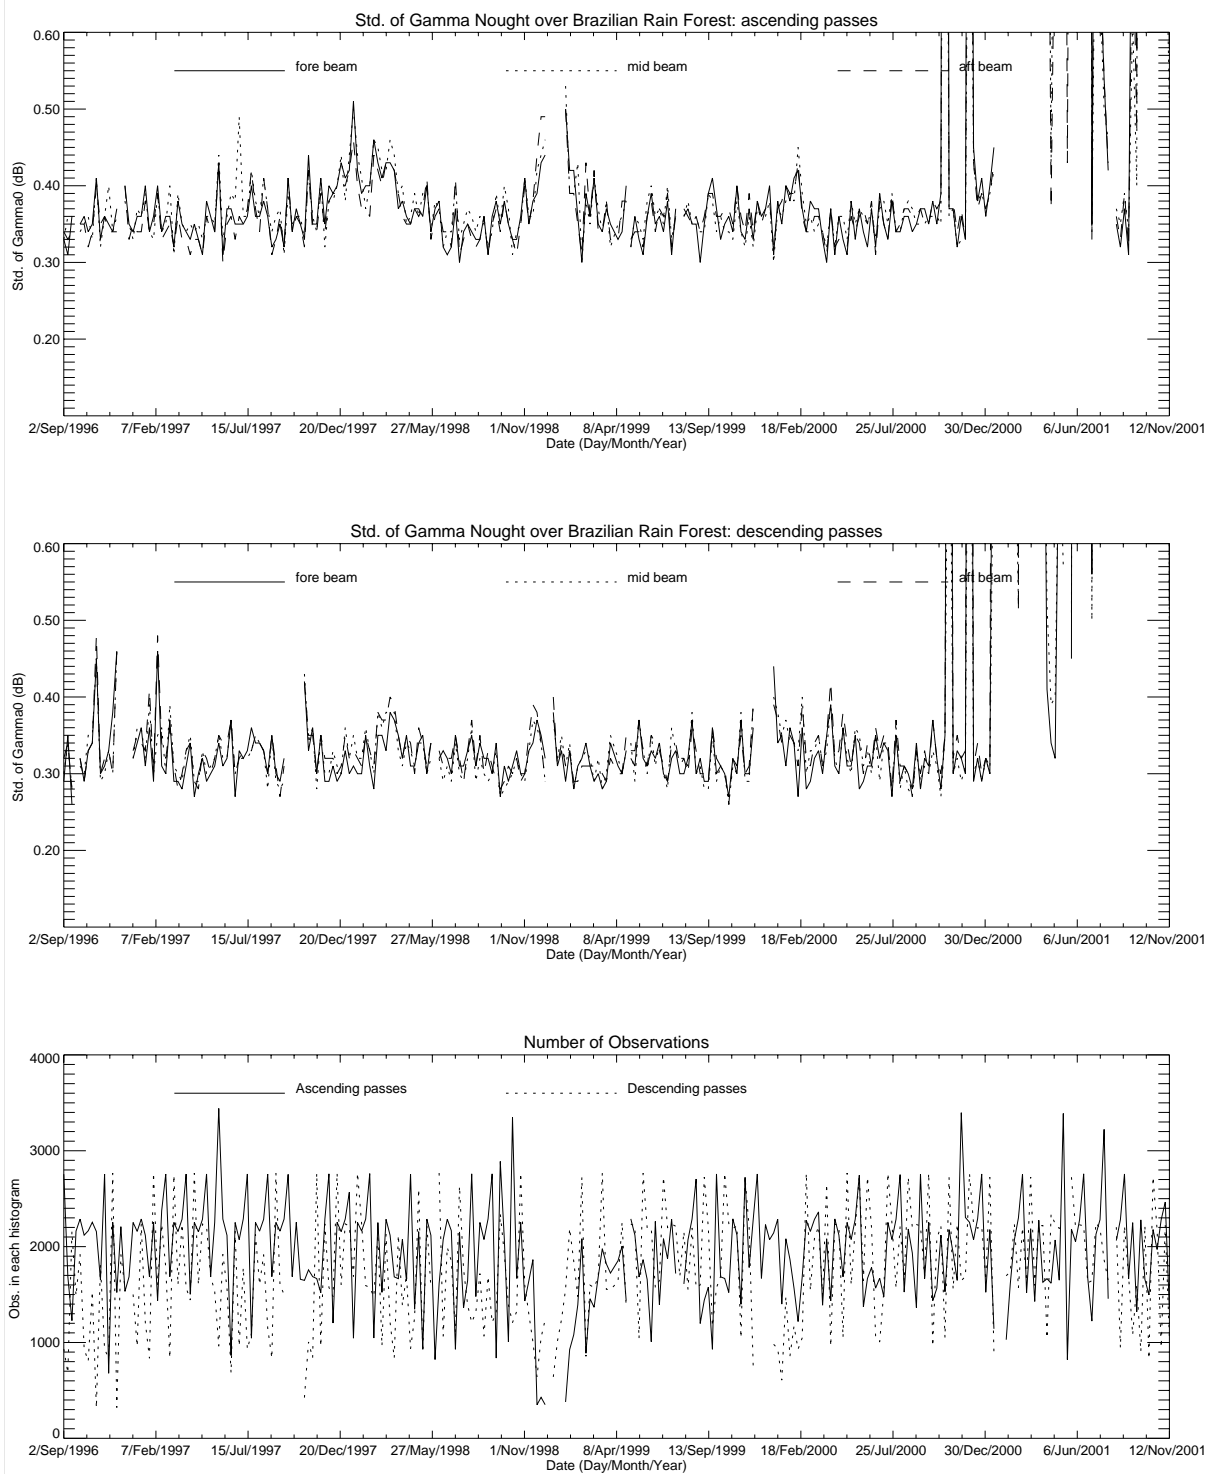 Std. of Gamma Nought over Brazilian Rain Forest: ascending passes
0.60
fore beam mid beam aft beam
0.50
0.40
0.30
0.20
Std. of Gamma0 (dB)
2/Sep/1996 7/Feb/1997 15/Jul/1997 20/Dec/1997 27/May/1998 1/Nov/1998 8/Apr/1999 13/Sep/1999 18/Feb/2000 25/Jul/2000 30/Dec/2000 6/Jun/2001 12/Nov/2001
Date (Day/Month/Year)
Std. of Gamma Nought over Brazilian Rain Forest: descending passes
0.60
fore beam mid beam aft beam
0.50
0.40
0.30
0.20
Std. of Gamma0 (dB)
2/Sep/1996 7/Feb/1997 15/Jul/1997 20/Dec/1997 27/May/1998 1/Nov/1998 8/Apr/1999 13/Sep/1999 18/Feb/2000 25/Jul/2000 30/Dec/2000 6/Jun/2001 12/Nov/2001
Date (Day/Month/Year)
Number of Observations
4000
Ascending passes Descending passes
3000
2000
1000
0
Obs. in each histogram
2/Sep/1996 7/Feb/1997 15/Jul/1997 20/Dec/1997 27/May/1998 1/Nov/1998 8/Apr/1999 13/Sep/1999 18/Feb/2000 25/Jul/2000 30/Dec/2000 6/Jun/2001 12/Nov/2001
Date (Day/Month/Year)